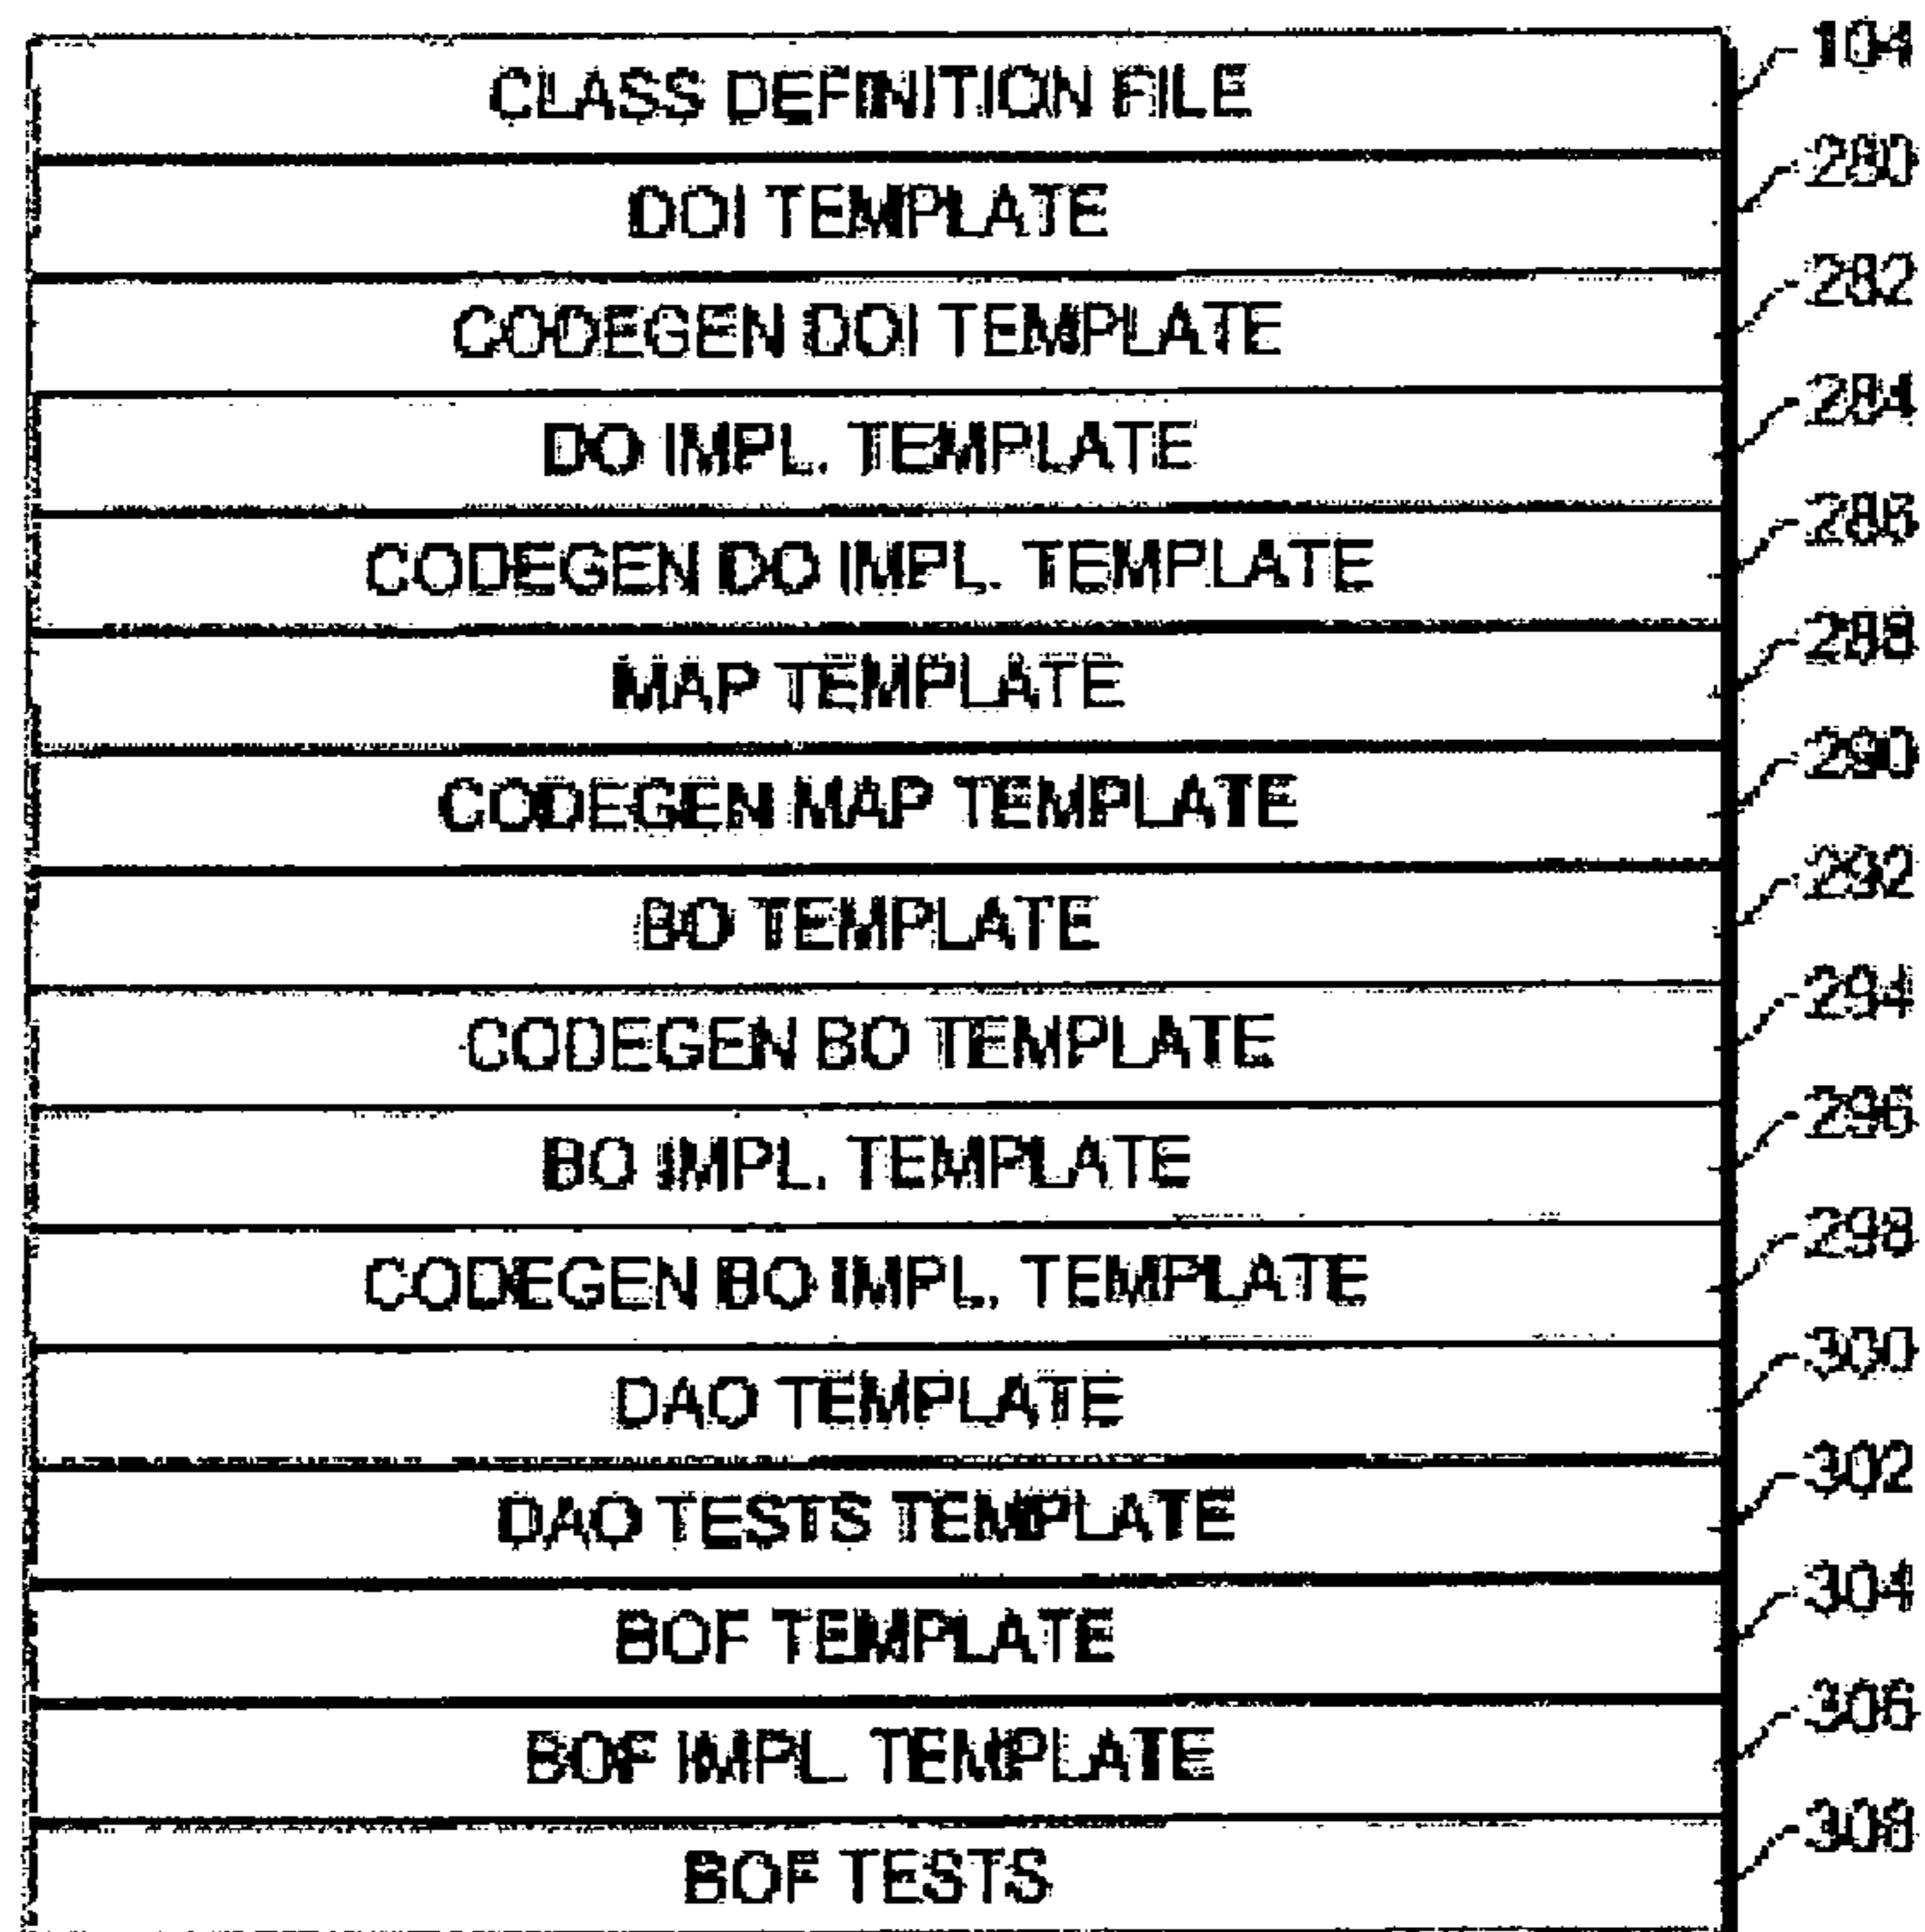 CLASS DEFINITION FILE 104
DOI TEMPLATE 280
CODEGEN DOI TEMPLATE 282
DO IMPL. TEMPLATE 284
CODEGEN DO IMPL. TEMPLATE 286
MAP TEMPLATE 288
CODEGEN MAP TEMPLATE 290
BO TEMPLATE 292
CODEGEN BO TEMPLATE 294
BO IMPL. TEMPLATE 296
CODEGEN BO IMPL. TEMPLATE 298
DAO TEMPLATE 300
DAO TESTS TEMPLATE 302
BOF TEMPLATE 304
BOF IMPL TEMPLATE 306
BOF TESTS 308